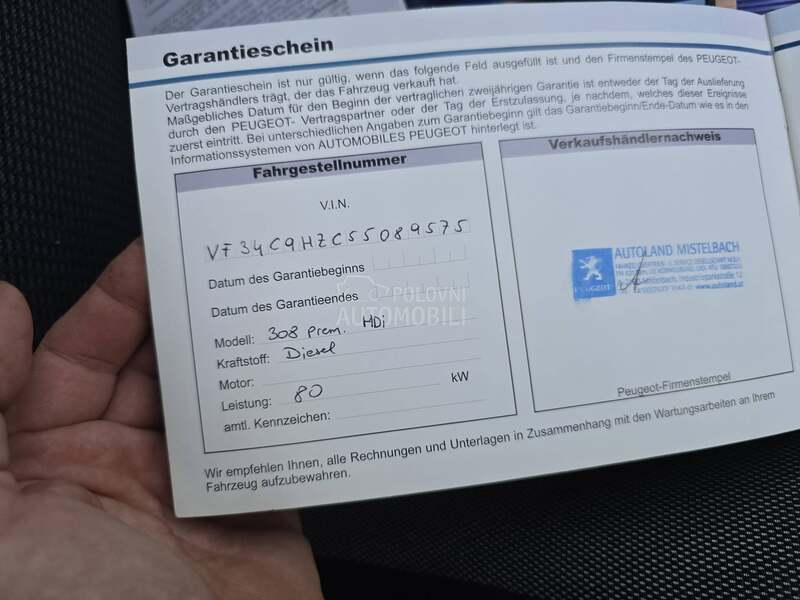 Garantieschein
Der Garantieschein ist nur gültig, wenn das folgende Feld ausgefüllt ist und den Firmenstempel des PEUGEOT-
Vertragshändlers trägt, der das Fahrzeug verkauft hat.
Maßgebliches Datum für den Beginn der vertraglichen zweijährigen Garantie ist entweder der Tag der Auslieferung
durch den PEUGEOT- Vertragspartner oder der Tag der Erstzulassung, je nachdem, welches dieser Ereignisse
zuerst eintritt. Bei unterschiedlichen Angaben zum Garantiebeginn gilt das Garantiebeginn/Ende-Datum wie es in den
Informationssystemen von AUTOMOBILES PEUGEOT hinterlegt ist.
Fahrgestellnummer
V.I.N.
VF34C9HZC55089575
Datum des Garantiebeginns
Datum des Garantieendes
Modell: 308 Prem. HDi
Kraftstoff: Diesel
Motor:
Leistung: 80 kW
amtl. Kennzeichen:
Verkaufshändlernachweis
AUTOLAND MISTELBACH
PEUGEOT
www.autoland.at
Peugeot-Firmenstempel
Wir empfehlen Ihnen, alle Rechnungen und Unterlagen in Zusammenhang mit den Wartungsarbeiten an Ihrem
Fahrzeug aufzubewahren.
POLOVNI
AUTOMOBILI